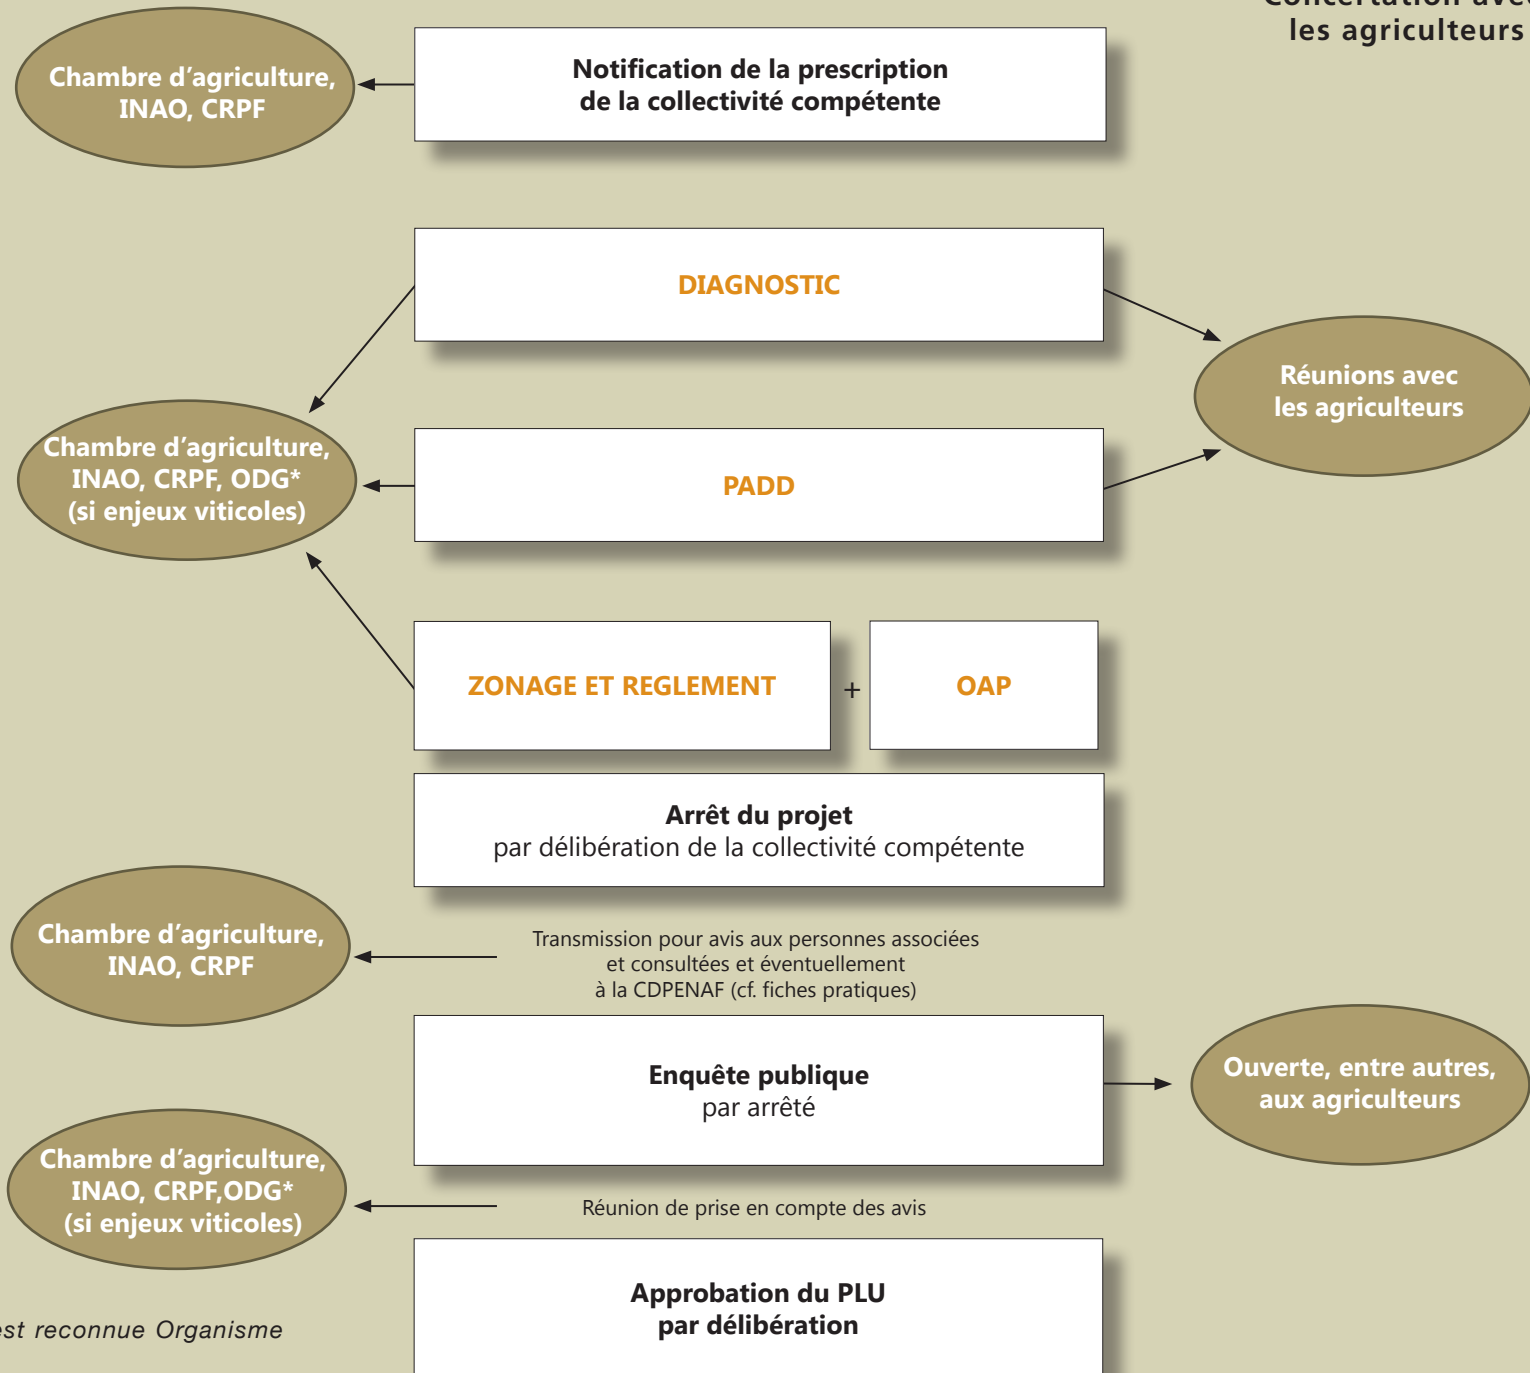 Concertation avec
les agriculteurs
Chambre d’agriculture,
INAO, CRPF
Notification de la prescription
de la collectivité compétente
DIAGNOSTIC
Réunions avec
les agriculteurs
Chambre d’agriculture,
INAO, CRPF, ODG*
(si enjeux viticoles)
PADD
ZONAGE ET REGLEMENT
+
OAP
Arrêt du projet
par délibération de la collectivité compétente
Chambre d’agriculture,
INAO, CRPF
Transmission pour avis aux personnes associées
et consultées et éventuellement
à la CDPENAF (cf. fiches pratiques)
Enquête publique
par arrêté
Ouverte, entre autres,
aux agriculteurs
Chambre d’agriculture,
INAO, CRPF,ODG*
(si enjeux viticoles)
Réunion de prise en compte des avis
Approbation du PLU
par délibération
est reconnue Organisme